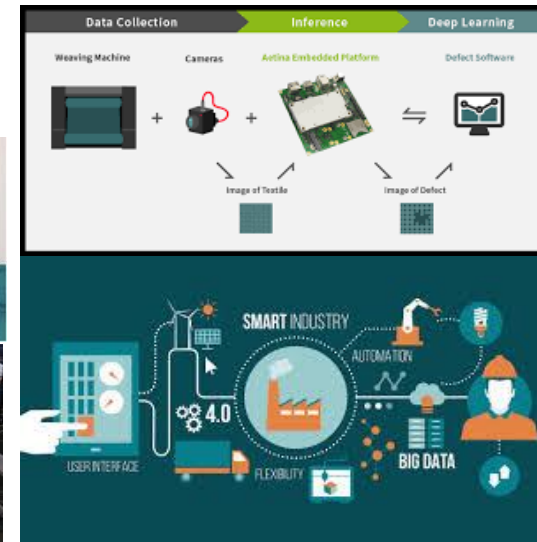 Data Collection
Inference
Deep Learning
Weaving Machine
Cameras
Aetina Embedded Platform
Defect Software
Image of Textile
Image of Defect
SMART INDUSTRY
AUTOMATION
4.0
USER INTERFACE
FLEXIBILITY
BIG DATA